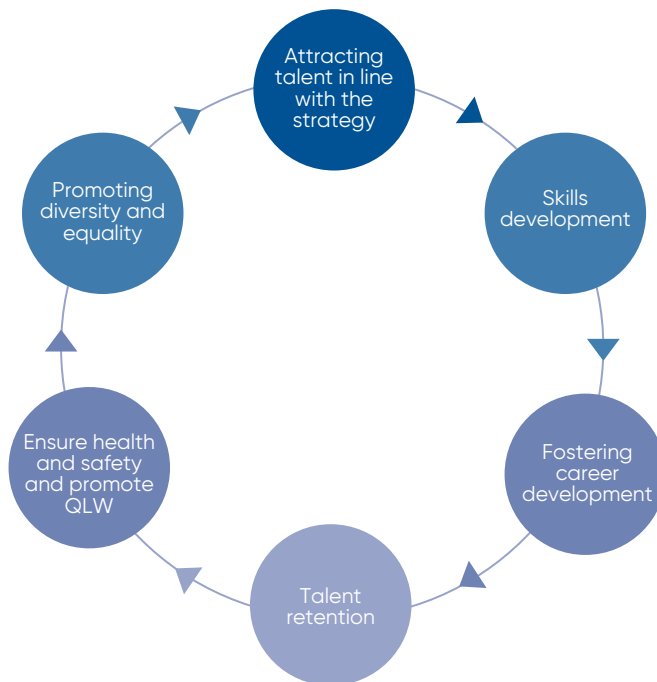 Attracting
talent in line
with the
strategy
Skills
development
Fostering
career
development
Talent
retention
Ensure health
and safety
and promote
QLW
Promoting
diversity and
equality